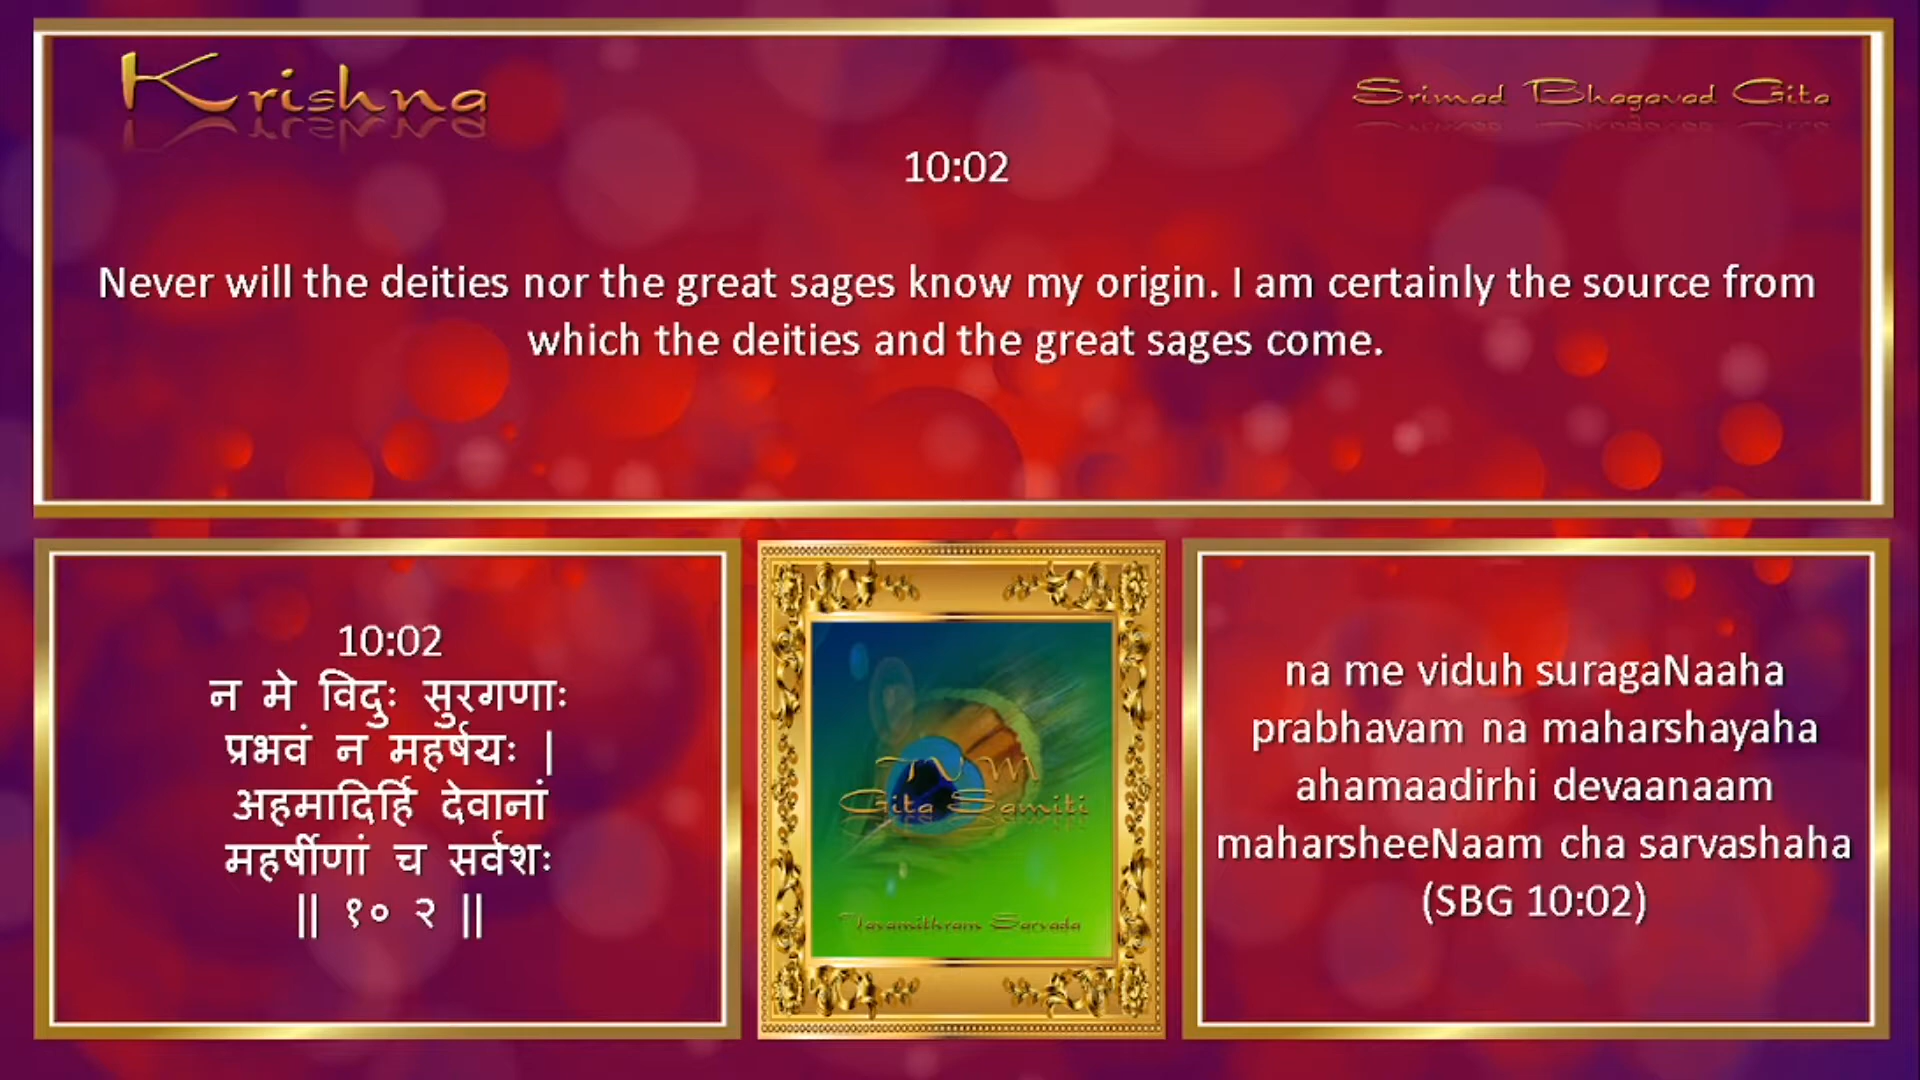 Krishna
Srimad Bhagavad Gita
10:02
Never will the deities nor the great sages know my origin. I am certainly the source from
which the deities and the great sages come.
10:02
न मे विदुः सुरगणाः
प्रभवं न महर्षयः |
अहमादिर्हि देवानां
महर्षीणां च सर्वशः
|| १० २ ||
TVM
Gita Samiti
Tavamithram Sarvada
na me viduh suragaNaaha
prabhavam na maharshayaha
ahamaadirhi devaanaam
maharsheeNaam cha sarvashaha
(SBG 10:02)